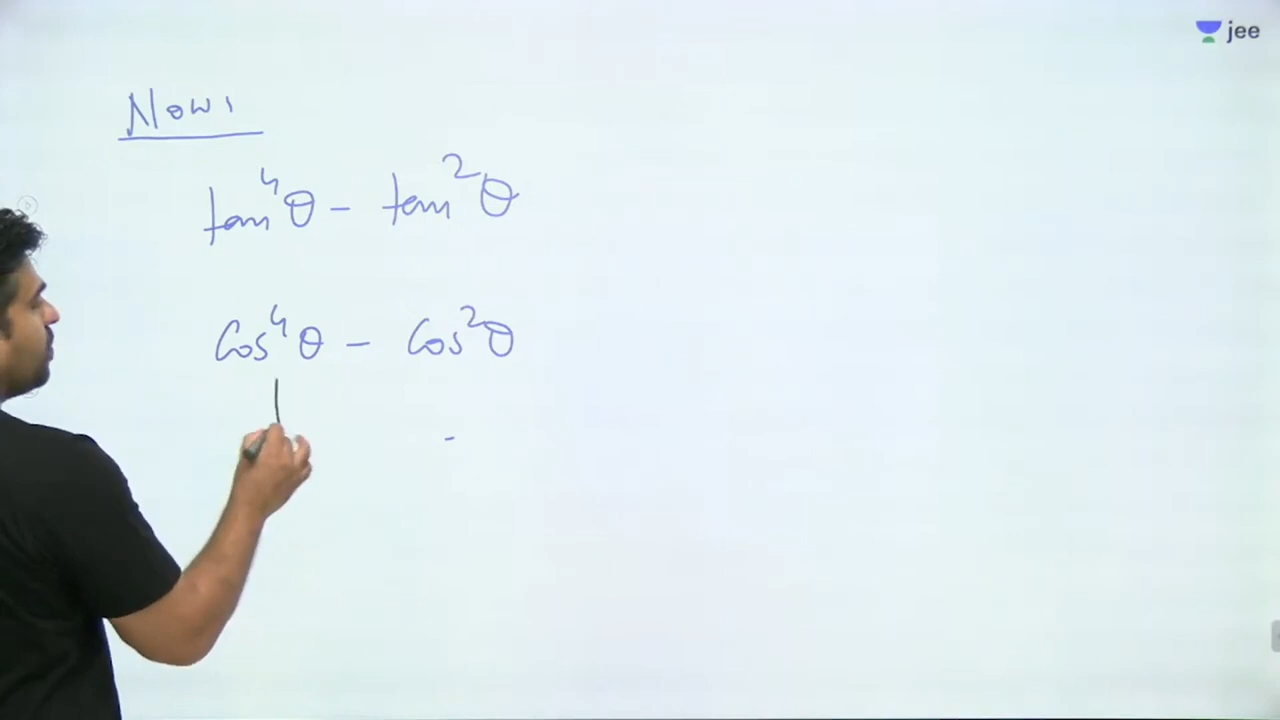 jee
Now,
tan⁴θ - tan²θ
Cos⁴θ - Cos²θ
-